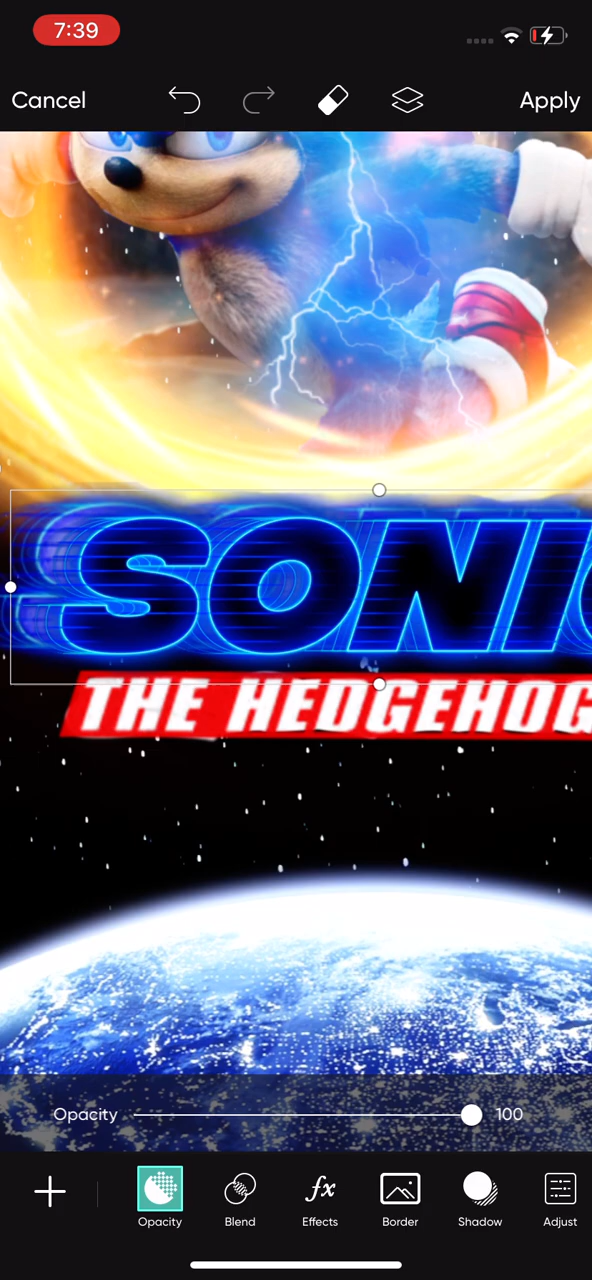 7:39
Cancel
Apply
SONIC
THE HEDGEHOG
Opacity 100
Opacity Blend Effects Border Shadow Adjust